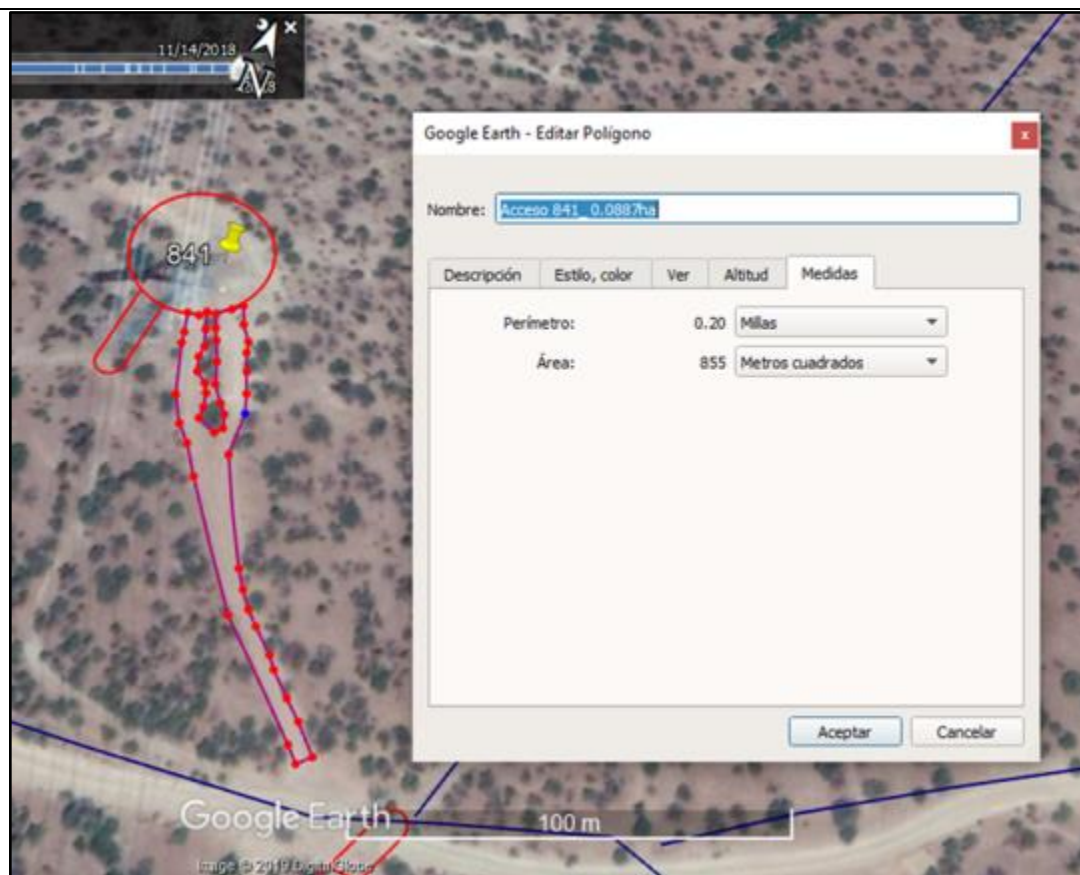 11/14/2018
Google Earth - Editar Polígono
Nombre: Acceso 841_ 0.0887ha
Descripción Estilo, color Ver Altitud Medidas
Perímetro: 0.20 Millas
Área: 855 Metros cuadrados
841
Aceptar Cancelar
Google Earth
100 m
Image © 2019 DigitalGlobe